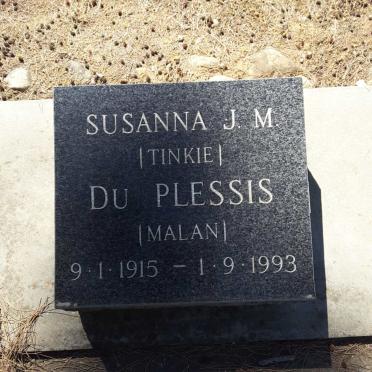 SUSANNA J. M.
(TINKIE)
DU PLESSIS
(MALAN)
9·1·1915 – 1·9·1993